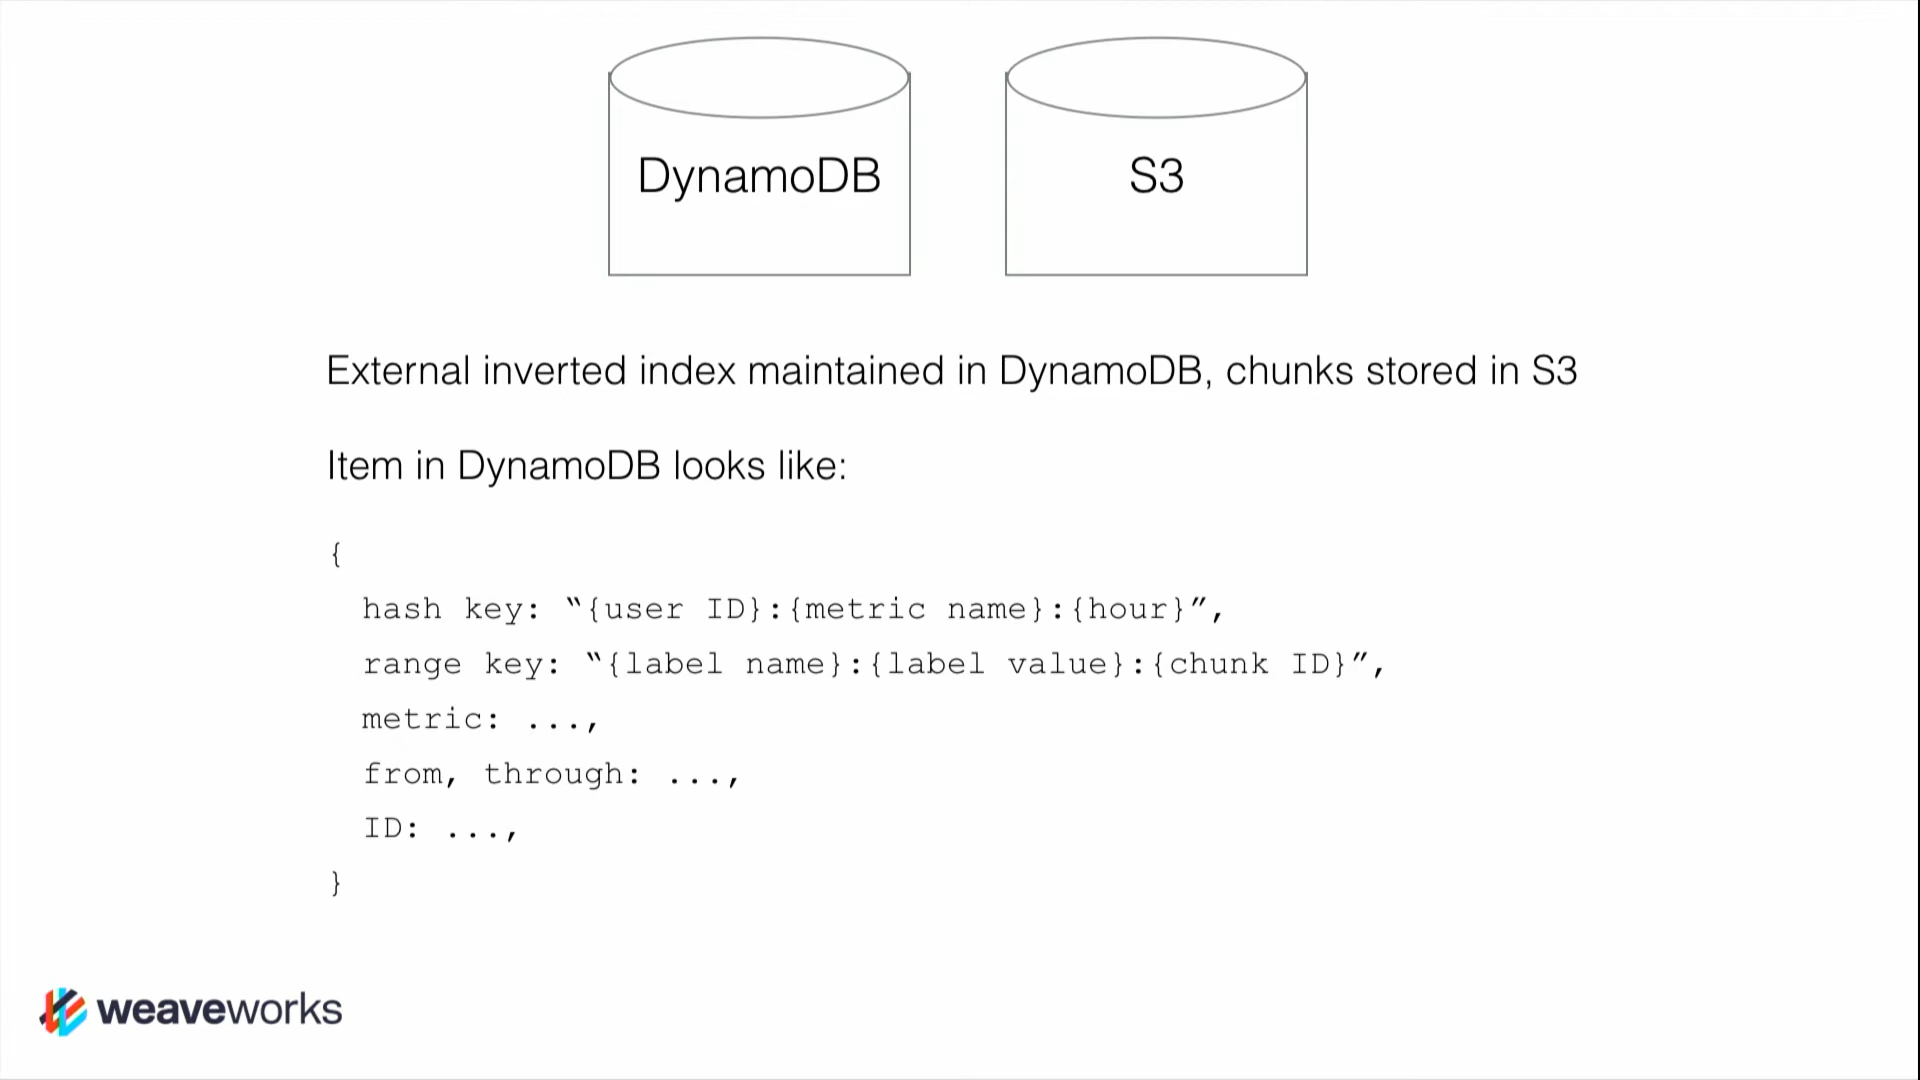 DynamoDB
S3
External inverted index maintained in DynamoDB, chunks stored in S3
Item in DynamoDB looks like:
{
hash key: “{user ID}:{metric name}:{hour}”,
range key: “{label name}:{label value}:{chunk ID}”,
metric: ...,
from, through: ...,
ID: ...,
}
weaveworks